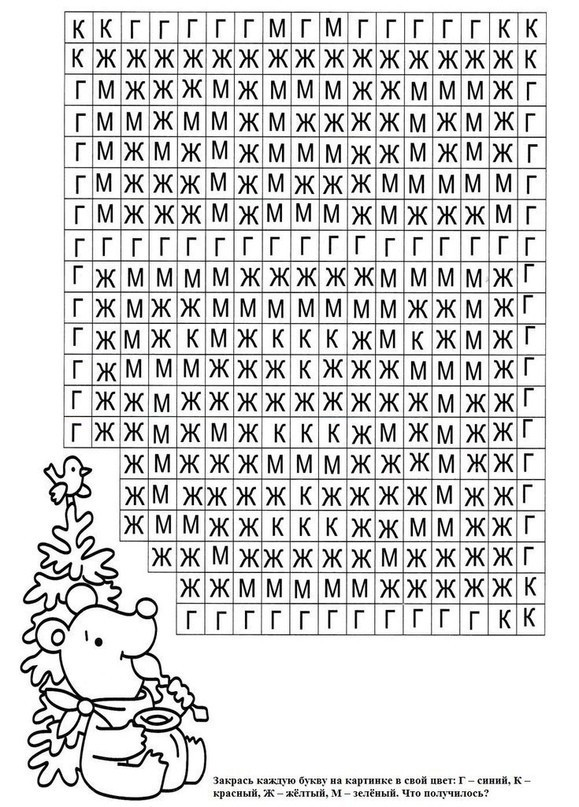 К К Г Г Г Г Г М Г М Г Г Г Г Г К К
К Ж Ж Ж Ж Ж Ж Ж Ж Ж Ж Ж Ж Ж Ж Ж К
Г М Ж Ж Ж М Ж М М М Ж Ж М М М Ж Г
Г М М Ж М М Ж М Ж Ж Ж Ж М Ж М Ж Г
Г М Ж М Ж М Ж М М М Ж Ж М Ж М Ж Г
Г М Ж Ж Ж М Ж М Ж Ж Ж М М М М М Г
Г М Ж Ж Ж М Ж М М М Ж М Ж Ж Ж М Г
Г Г Г Г Г Г Г Г Г Г Г Г Г Г Г Г Г
Г Ж М М М М Ж Ж Ж Ж Ж М М М М Ж Г
Г Ж М Ж Ж М М М М М М М Ж Ж М Ж Г
Г Ж М Ж К М Ж К К К Ж М К Ж М Ж Г
Г Ж М М М Ж Ж Ж К Ж Ж Ж М М М Ж Г
Г Ж Ж М Ж Ж Ж Ж Ж Ж Ж Ж Ж М Ж Ж Г
Г Ж Ж М Ж М Ж К К К Ж М Ж М Ж Ж Г
Ж М Ж Ж Ж М М М Ж Ж Ж М Ж Ж Г
Ж М Ж Ж Ж Ж К Ж Ж Ж Ж М Ж Ж Г
Ж М М Ж Ж К К К Ж Ж М М Ж Ж Г
Ж Ж М Ж Ж Ж Ж Ж М Ж Ж Ж Ж Г
Ж Ж М М М М М Ж Ж Ж Ж Ж К
Г Г Г Г Г Г Г Г Г Г Г К К
Закрась каждую букву на картинке в свой цвет: Г – синий, К –
красный, Ж – жёлтый, М – зелёный. Что получилось?